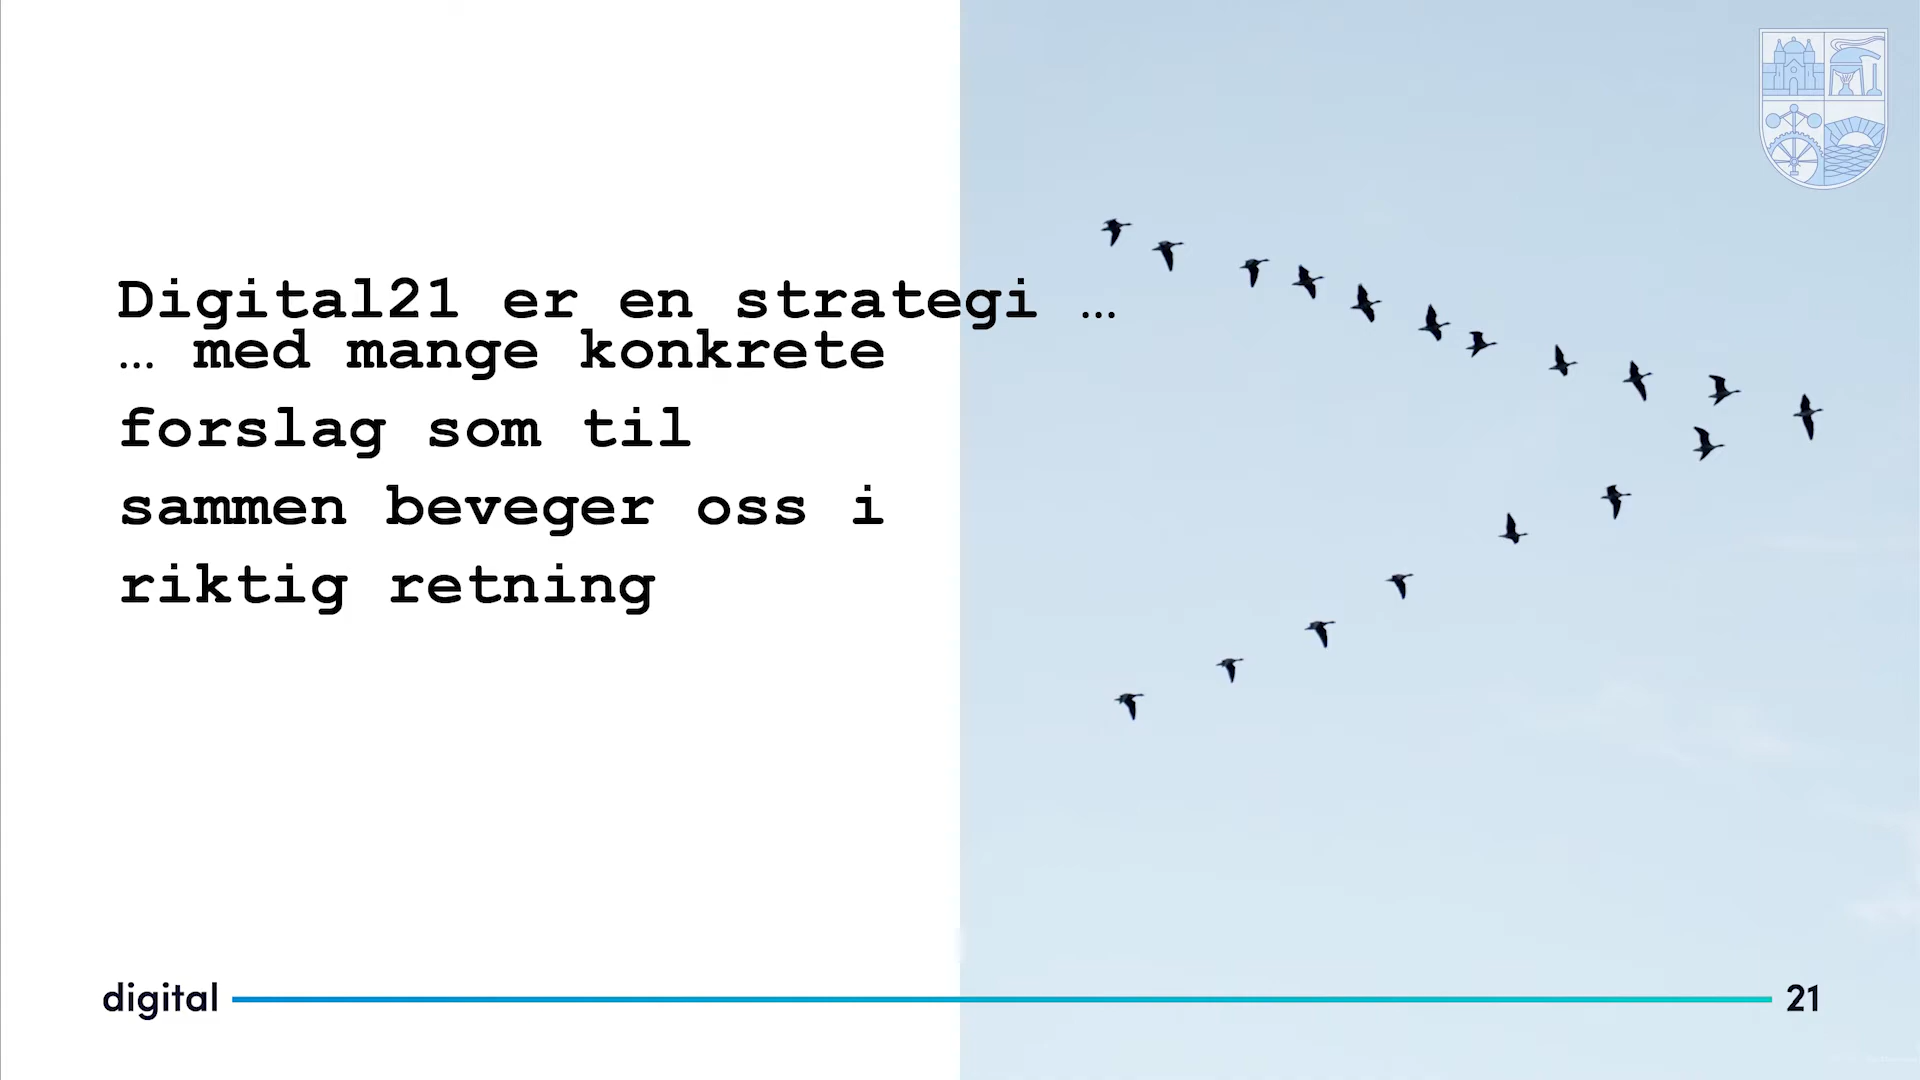 Digital21 er en strategi …
… med mange konkrete
forslag som til
sammen beveger oss i
riktig retning
digital 21